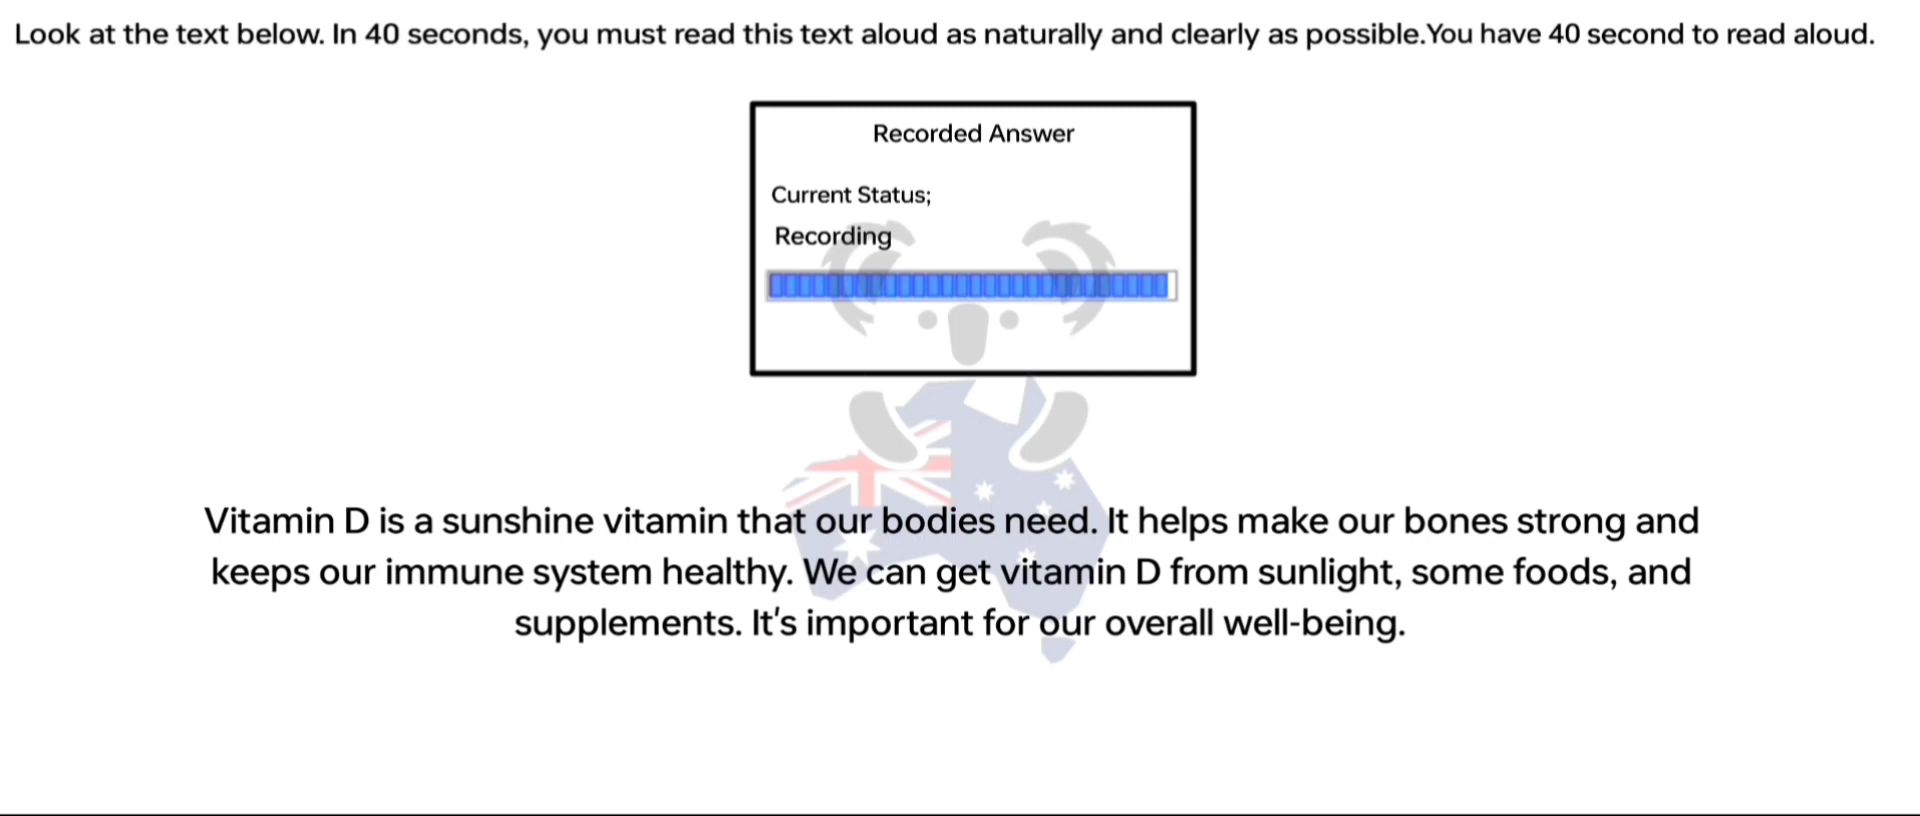 Look at the text below. In 40 seconds, you must read this text aloud as naturally and clearly as possible.You have 40 second to read aloud.
Recorded Answer
Current Status;
Recording
Vitamin D is a sunshine vitamin that our bodies need. It helps make our bones strong and
keeps our immune system healthy. We can get vitamin D from sunlight, some foods, and
supplements. It's important for our overall well-being.